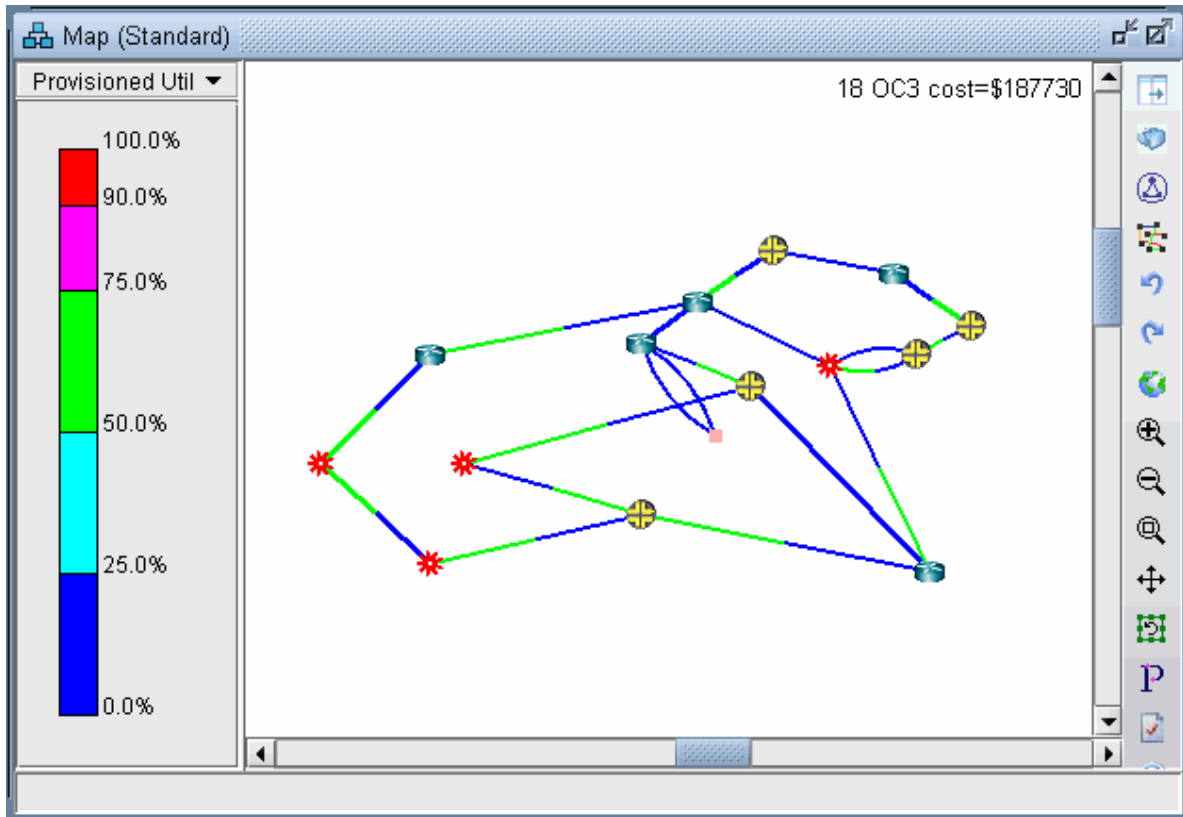 Map (Standard)
Provisioned Util
18 OC3 cost=$187730
100.0%
90.0%
75.0%
50.0%
25.0%
0.0%
P